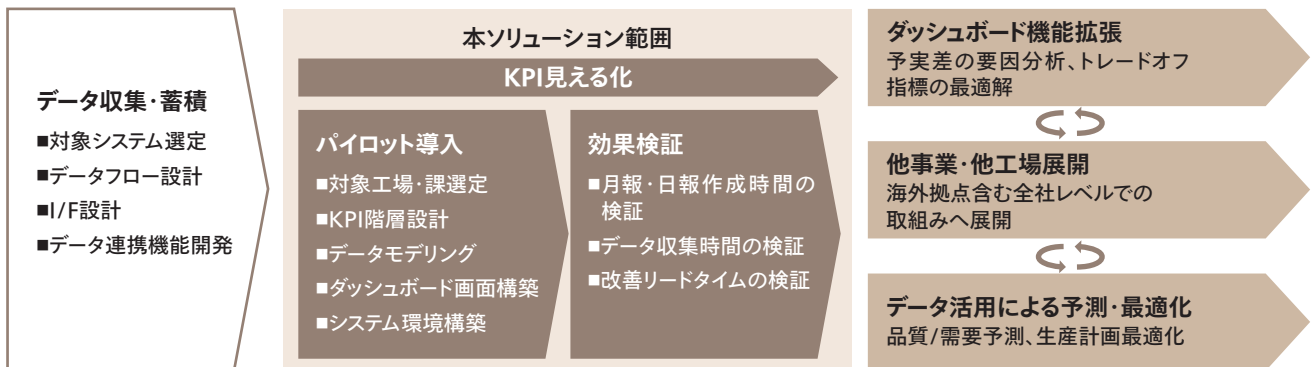 データ収集・蓄積
■対象システム選定
■データフロー設計
■I/F設計
■データ連携機能開発
本ソリューション範囲
KPI見える化
パイロット導入
■対象工場・課選定
■KPI階層設計
■データモデリング
■ダッシュボード画面構築
■システム環境構築
効果検証
■月報・日報作成時間の
検証
■データ収集時間の検証
■改善リードタイムの検証
ダッシュボード機能拡張
予実差の要因分析、トレードオフ
指標の最適解
他事業・他工場展開
海外拠点含む全社レベルでの
取組みへ展開
データ活用による予測・最適化
品質/需要予測、生産計画最適化